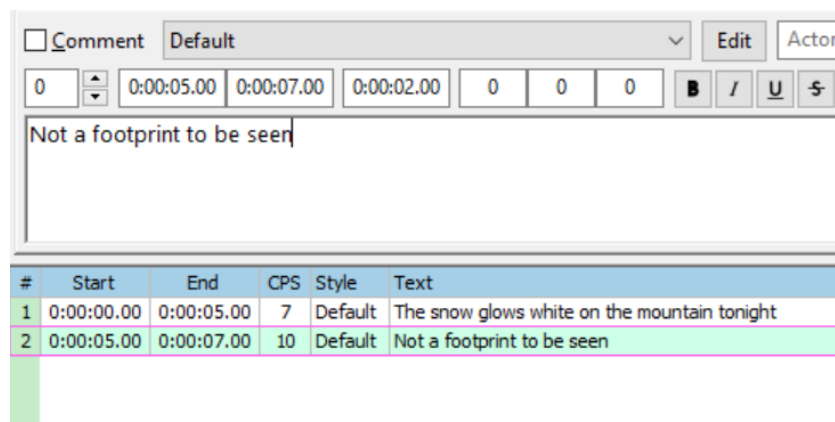 Comment Default Edit Actor
0 0:00:05.00 0:00:07.00 0:00:02.00 0 0 0 B I U S
Not a footprint to be seen
# Start End CPS Style Text
1 0:00:00.00 0:00:05.00 7 Default The snow glows white on the mountain tonight
2 0:00:05.00 0:00:07.00 10 Default Not a footprint to be seen